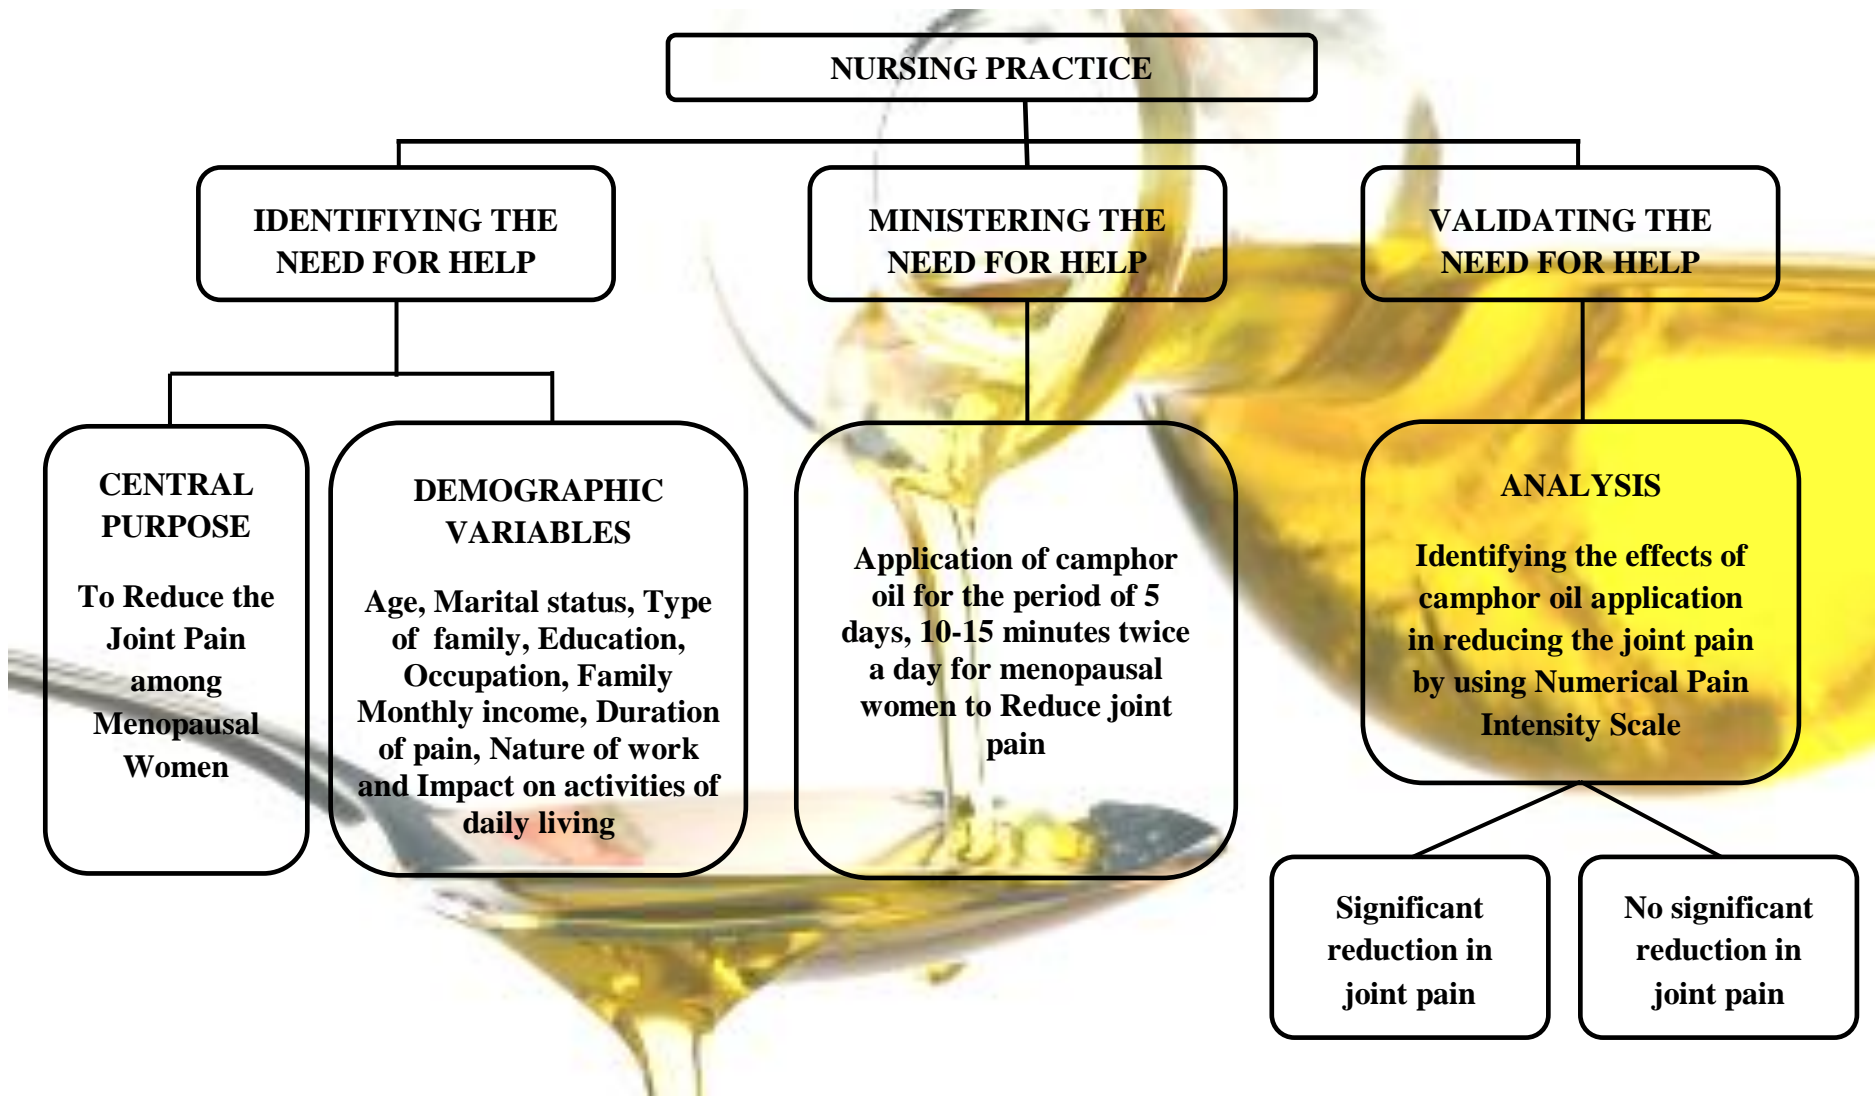 NURSING PRACTICE
IDENTIFIYING THE
NEED FOR HELP
MINISTERING THE
NEED FOR HELP
VALIDATING THE
NEED FOR HELP
CENTRAL
PURPOSE
To Reduce the
Joint Pain
among
Menopausal
Women
DEMOGRAPHIC
VARIABLES
Age, Marital status, Type
of family, Education,
Occupation, Family
Monthly income, Duration
of pain, Nature of work
and Impact on activities of
daily living
Application of camphor
oil for the period of 5
days, 10-15 minutes twice
a day for menopausal
women to Reduce joint
pain
ANALYSIS
Identifying the effects of
camphor oil application
in reducing the joint pain
by using Numerical Pain
Intensity Scale
Significant
reduction in
joint pain
No significant
reduction in
joint pain